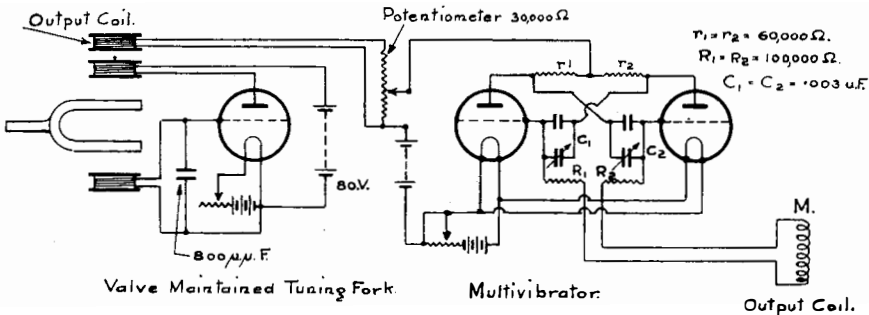 Output Coil.
Potentiometer 30,000 Ω
r₁ = r₂ = 60,000 Ω.
R₁ = R₂ = 100,000 Ω.
C₁ = C₂ = ·003 u.F.
r1
r2
C₁
C₂
R₁
R₂
80.V.
800 μμ.F.
M.
Valve Maintained Tuning Fork.
Multivibrator.
Output Coil.